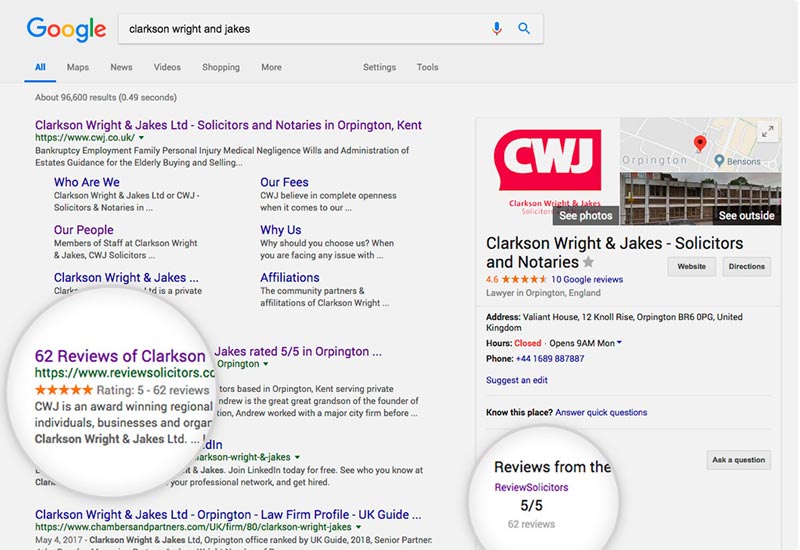 Google
clarkson wright and jakes
All Maps News Videos Shopping More Settings Tools
About 96,600 results (0.49 seconds)
Clarkson Wright & Jakes Ltd - Solicitors and Notaries in Orpington, Kent
https://www.cwj.co.uk/
Bankruptcy Employment Family Personal Injury Medical Negligence Wills and Administration of
Estates Guidance for the Elderly Buying and Selling...
Who Are We
Clarkson Wright & Jakes Ltd or CWJ -
Solicitors & Notaries in ...
Our Fees
CWJ believe in complete openness
when it comes to our ...
Our People
Members of Staff at Clarkson Wright
& Jakes, CWJ Solicitors ...
Why Us
Why should you choose us? When
you are facing any issue with ...
Clarkson Wright & Jakes ...
Ltd is a private
Affiliations
The community partners &
affiliations of Clarkson Wright ...
62 Reviews of Clarkson
Jakes rated 5/5 in Orpington ...
https://www.reviewsolicitors.co
Orpington
Rating: 5 - 62 reviews
CWJ is an award winning regional
individuals, businesses and organ
Clarkson Wright & Jakes Ltd. ...
tors based in Orpington, Kent serving private
ndrew is the great great grandson of the founder of
tion, Andrew worked with a major city firm before ...
edIn
larkson-wright-&-jakes
& Jakes. Join LinkedIn today for free. See who you know at
Clark
your professional network, and get hired.
Clarkson Wright & Jakes Ltd - Orpington - Law Firm Profile - UK Guide ...
https://www.chambersandpartners.com/UK/firm/80/clarkson-wright-jakes
May 4, 2017 - Clarkson Wright & Jakes Ltd, Orpington office ranked by UK Guide, 2018, Senior Partner.
CWJ
Clarkson Wright & Jakes
Solicitors
See photos
Orpington
Bensons
See outside
Clarkson Wright & Jakes - Solicitors
and Notaries
Website
Directions
4.6 10 Google reviews
Lawyer in Orpington, England
Address: Valiant House, 12 Knoll Rise, Orpington BR6 0PG, United
Kingdom
Hours: Closed · Opens 9AM Mon
Phone: +44 1689 887887
Suggest an edit
Know this place? Answer quick questions
Ask a question
Reviews from the
ReviewSolicitors
5/5
62 reviews